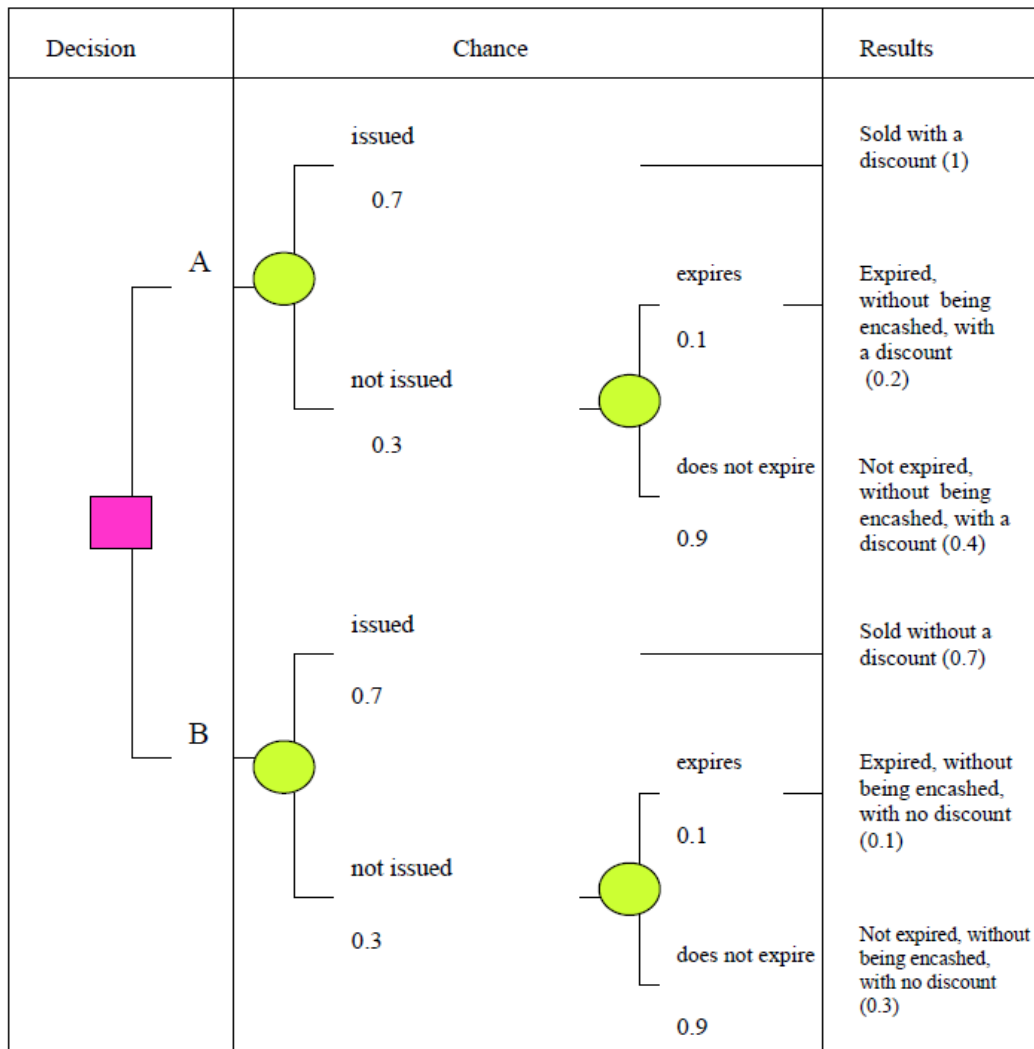 Decision
Chance
Results
issued
0.7
Sold with a
discount (1)
A
expires
0.1
Expired,
without being
encashed, with
a discount
(0.2)
not issued
0.3
does not expire
0.9
Not expired,
without being
encashed, with a
discount (0.4)
issued
0.7
Sold without a
discount (0.7)
B
expires
0.1
Expired, without
being encashed,
with no discount
(0.1)
not issued
0.3
does not expire
0.9
Not expired, without
being encashed,
with no discount
(0.3)